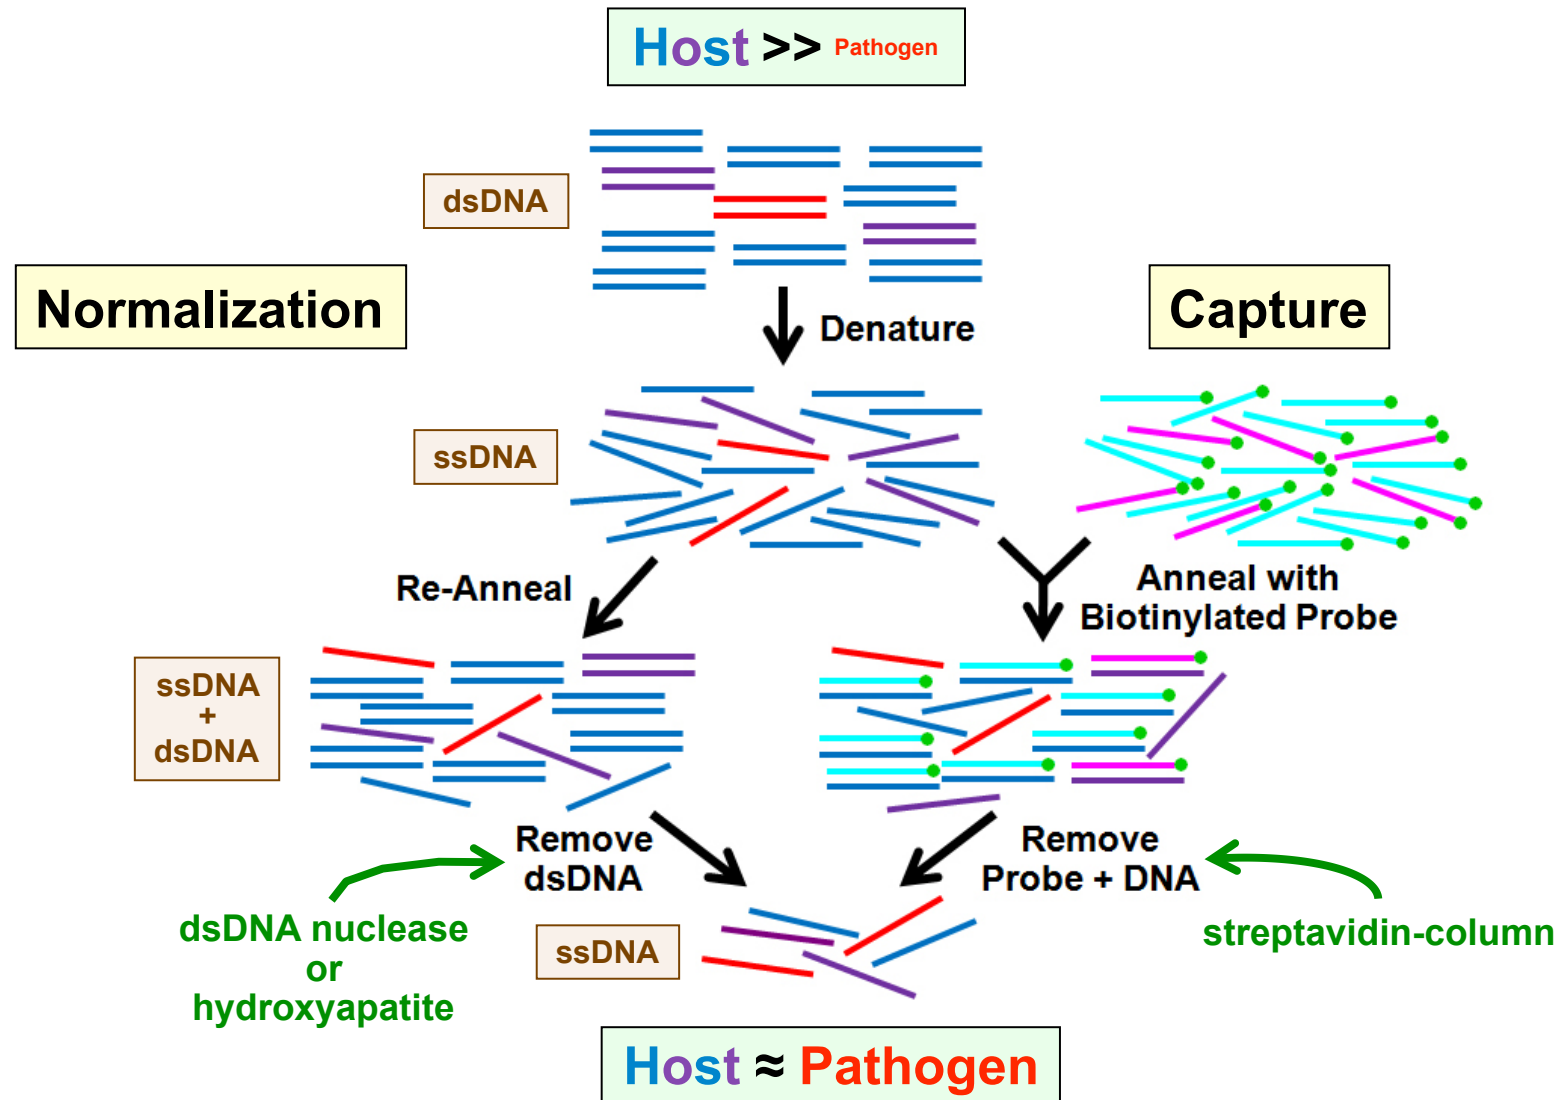 Host >> Pathogen
dsDNA
Normalization
Capture
Denature
ssDNA
Re-Anneal
Anneal with
Biotinylated Probe
ssDNA
+
dsDNA
Remove
dsDNA
Remove
Probe + DNA
dsDNA nuclease
or
hydroxyapatite
streptavidin-column
ssDNA
Host ≈ Pathogen